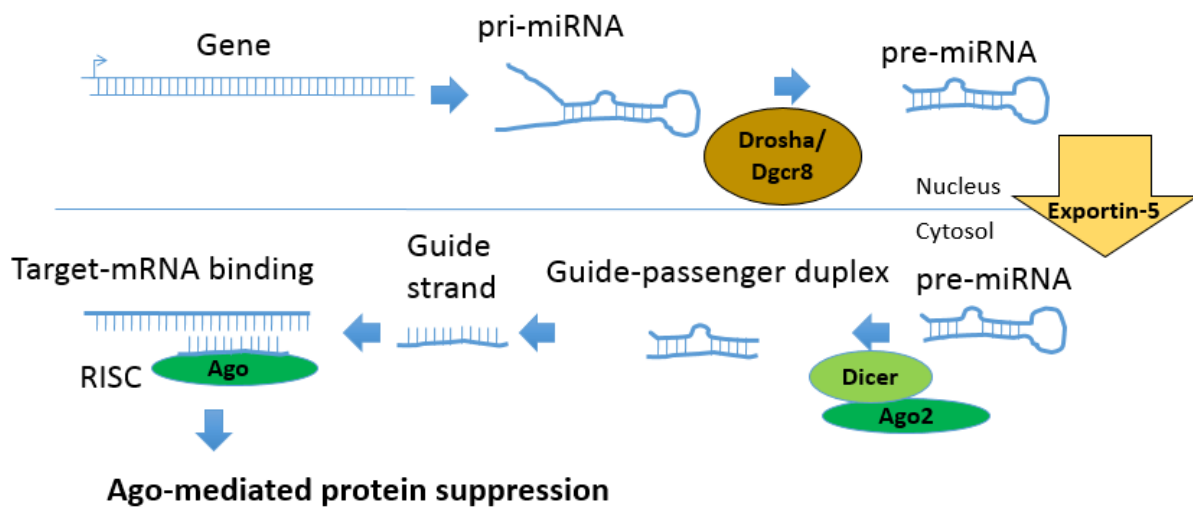 Gene
pri-miRNA
pre-miRNA
Drosha/
Dgcr8
Nucleus
Exportin-5
Cytosol
Target-mRNA binding
Guide
strand
Guide-passenger duplex
pre-miRNA
RISC
Ago
Dicer
Ago2
Ago-mediated protein suppression